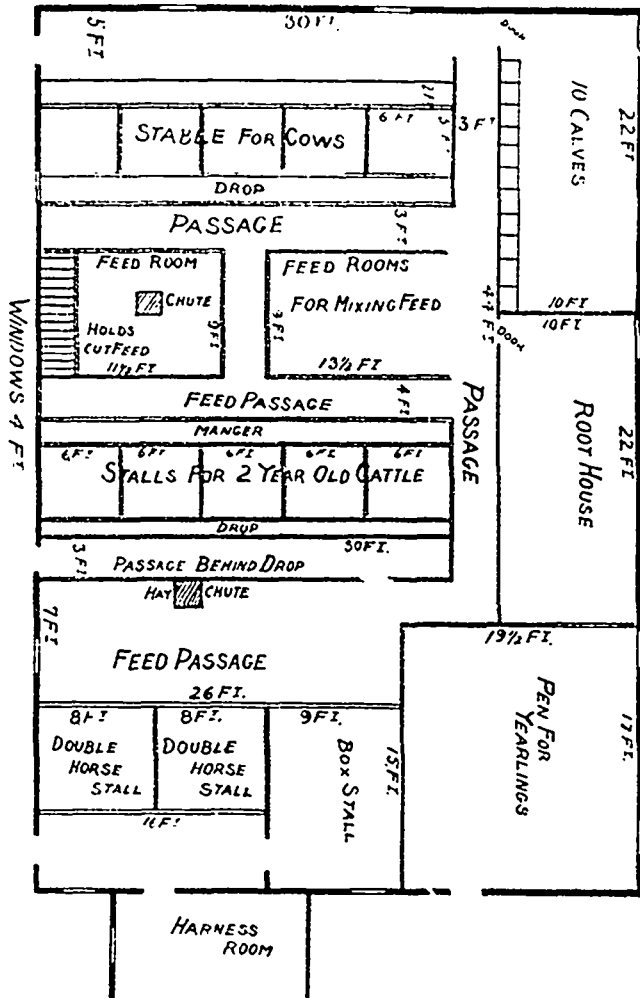 30 FT.
DOOR
5 FT
2 FT
6 FT
5 FT
3 FT
STABLE FOR COWS
10 CALVES
22 FT
DROP
PASSAGE
3 FT
FEED ROOM
CHUTE
HOLDS
CUT FEED
11½ FT
9 FT
FEED ROOMS
FOR MIXING FEED
9 FT
13½ FT
10 FT
10 FT
DOOR
WINDOWS 4 FT
FEED PASSAGE
4 FT
PASSAGE
ROOT HOUSE
22 FT
MANGER
6 FT
6 FT
6 FT
6 FT
6 FT
STALLS FOR 2 YEAR OLD CATTLE
DROP
30 FT.
3 FT
PASSAGE BEHIND DROP
HAY CHUTE
7 FT
FEED PASSAGE
26 FT.
19½ FT.
8 FT
8 FT.
9 FT.
DOUBLE
HORSE
STALL
DOUBLE
HORSE
STALL
BOX STALL
15 FT.
PEN FOR
YEARLINGS
17 FT.
HARNESS
ROOM